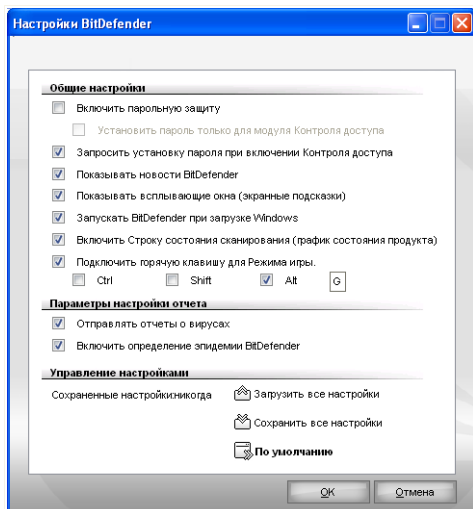 Настройки BitDefender
Общие настройки
Включить парольную защиту
Установить пароль только для модуля Контроля доступа
Запросить установку пароля при включении Контроля доступа
Показывать новости BitDefender
Показывать всплывающие окна (экранные подсказки)
Запускать BitDefender при загрузке Windows
Включить Строку состояния сканирования (график состояния продукта)
Подключить горячую клавишу для Режима игры.
Ctrl Shift Alt G
Параметры настройки отчета
Отправлять отчеты о вирусах
Включить определение эпидемии BitDefender
Управление настройками
Сохраненные настройки:никогда Загрузить все настройки
Сохранить все настройки
По умолчанию
OK Отмена